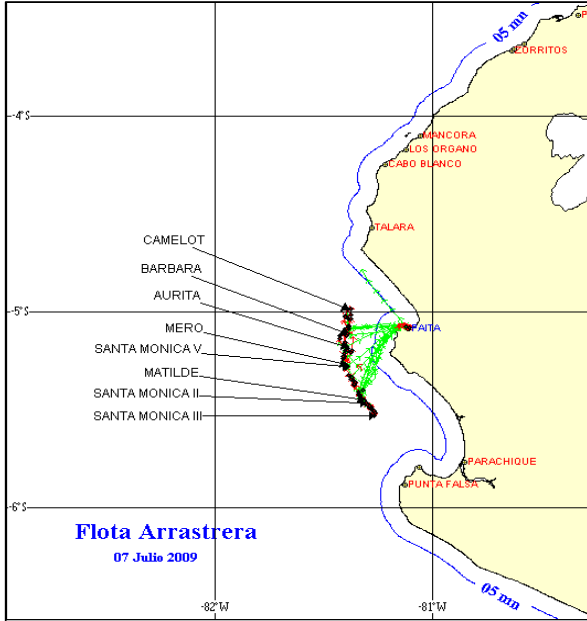 05 mn
P
ZORRITOS
-4°S
MANCORA
LOS ORGANO
CABO BLANCO
TALARA
CAMELOT
BARBARA
AURITA
-5°S
PAITA
MERO
SANTA MONICA V
MATILDE
SANTA MONICA II
SANTA MONICA III
PARACHIQUE
PUNTA FALSA
-6°S
Flota Arrastrera
07 Julio 2009
05 mn
-82°W
-81°W